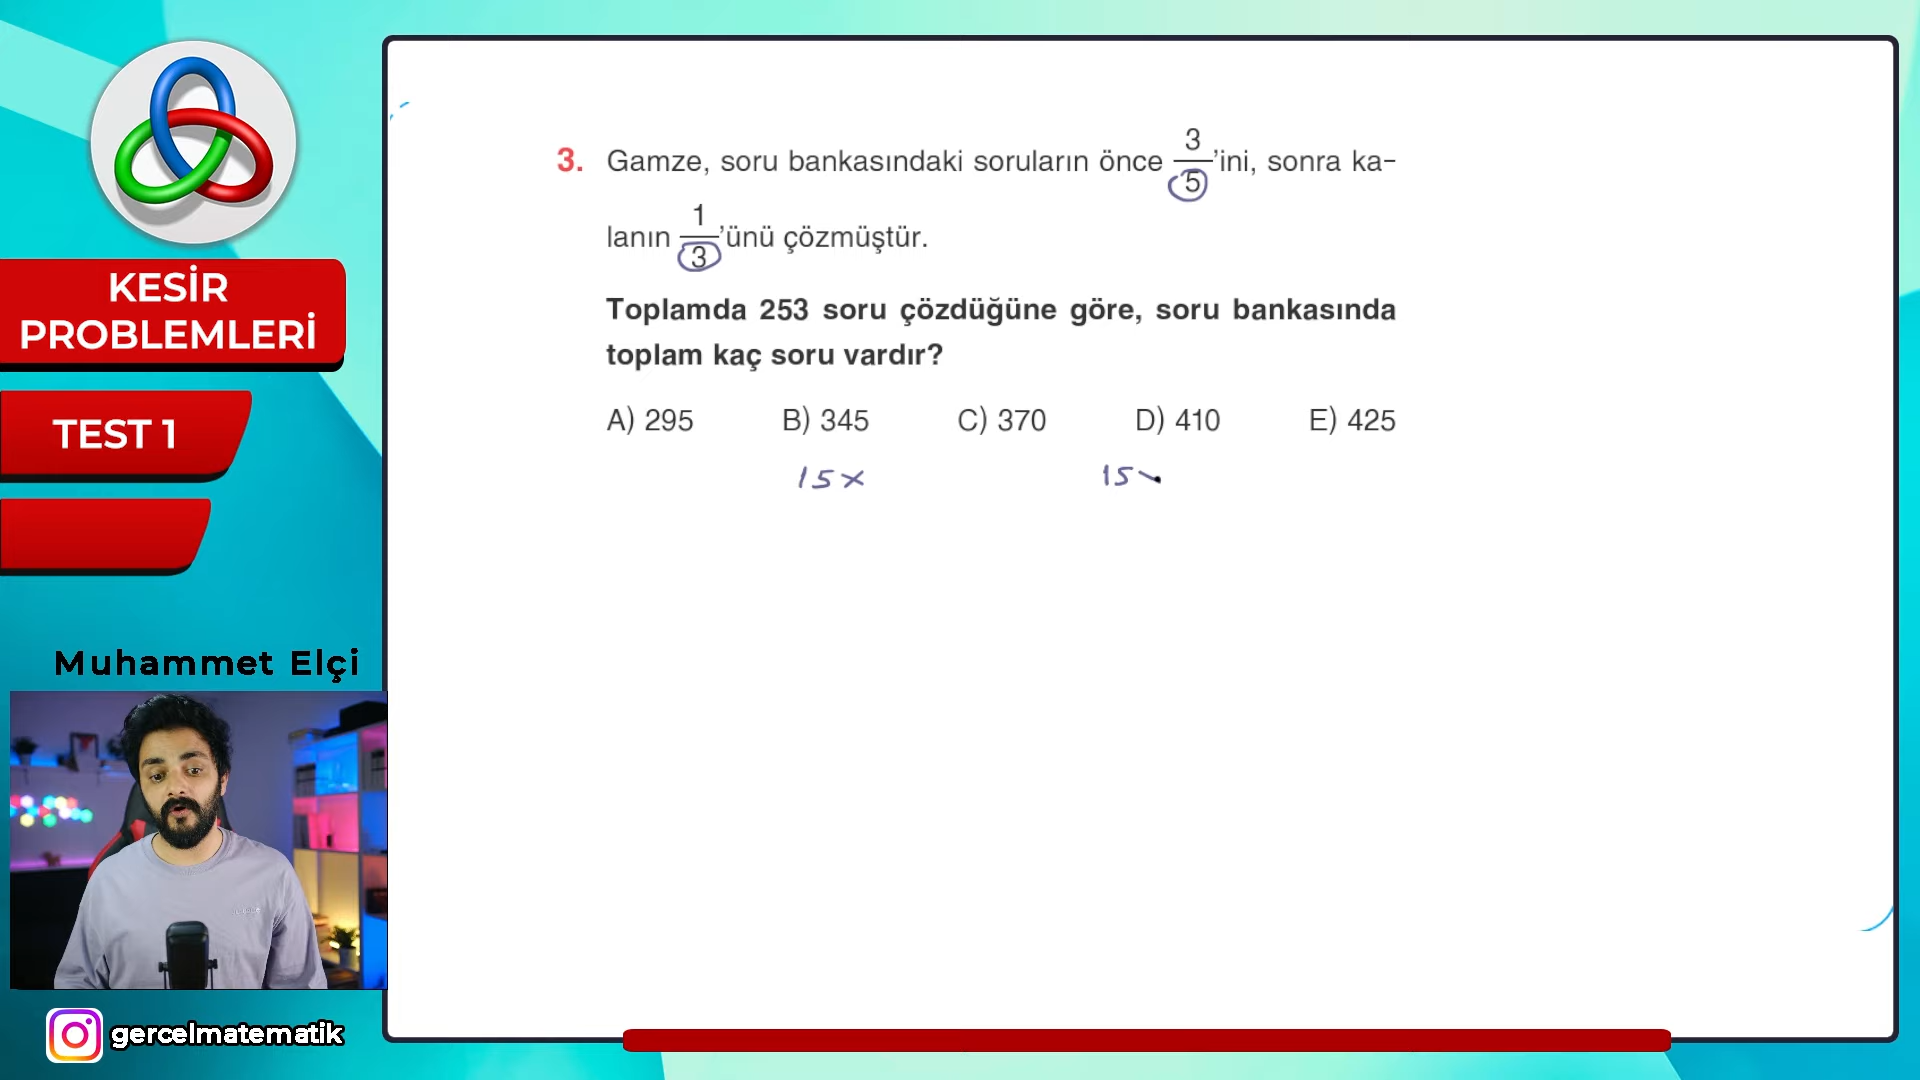 KESİR
PROBLEMLERİ
TEST 1
Muhammet Elçi
gercelmatematik
3. Gamze, soru bankasındaki soruların önce 3/5'ini, sonra ka-
lanın 1/3'ünü çözmüştür.
Toplamda 253 soru çözdüğüne göre, soru bankasında
toplam kaç soru vardır?
A) 295 B) 345 C) 370 D) 410 E) 425
15x 15